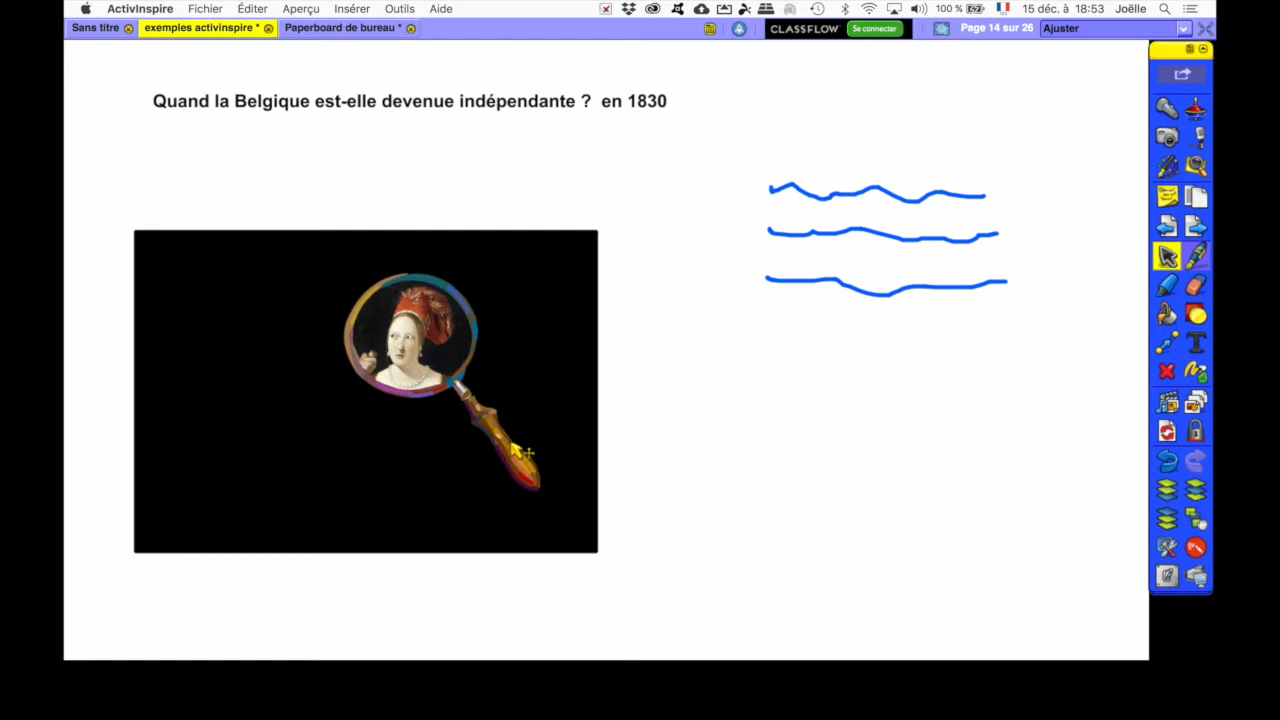 ActivInspire Fichier Éditer Aperçu Insérer Outils Aide 100 % 15 déc. à 18:53 Joëlle
Sans titre exemples activinspire * Paperboard de bureau * CLASSFLOW Se connecter Page 14 sur 26 Ajuster
Quand la Belgique est-elle devenue indépendante ? en 1830